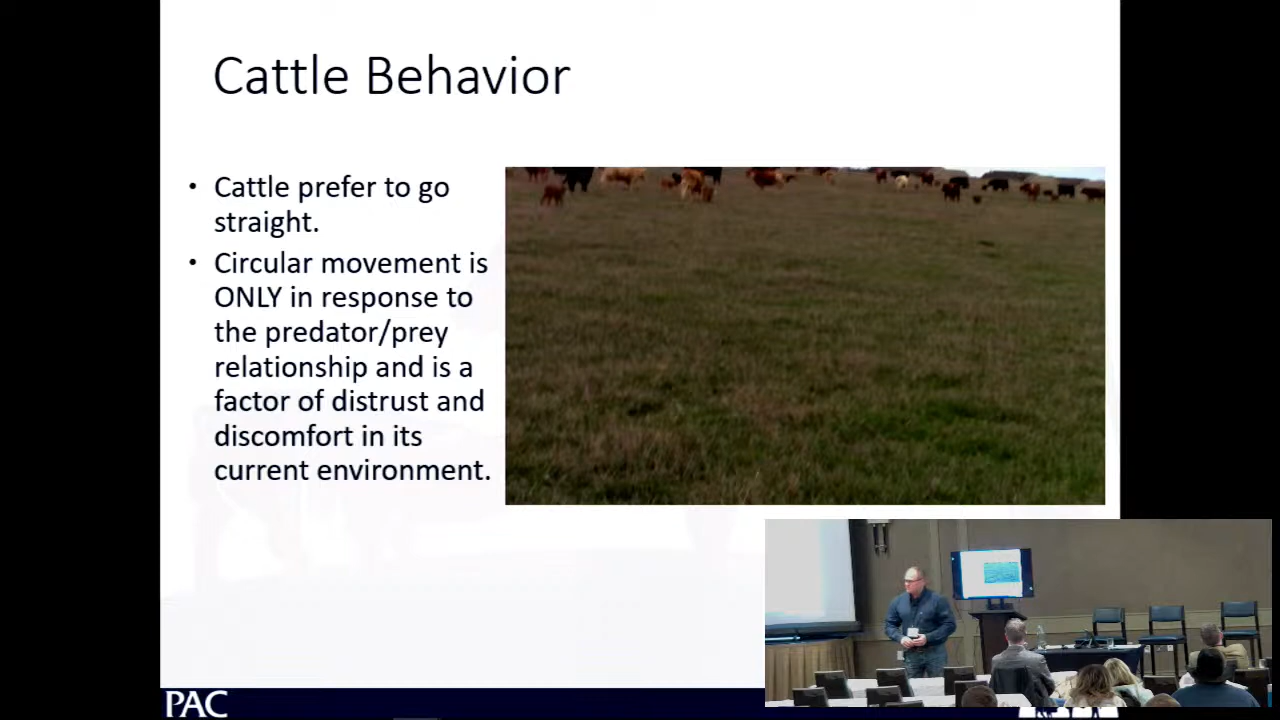 Cattle Behavior
• Cattle prefer to go
straight.
• Circular movement is
ONLY in response to
the predator/prey
relationship and is a
factor of distrust and
discomfort in its
current environment.
PAC